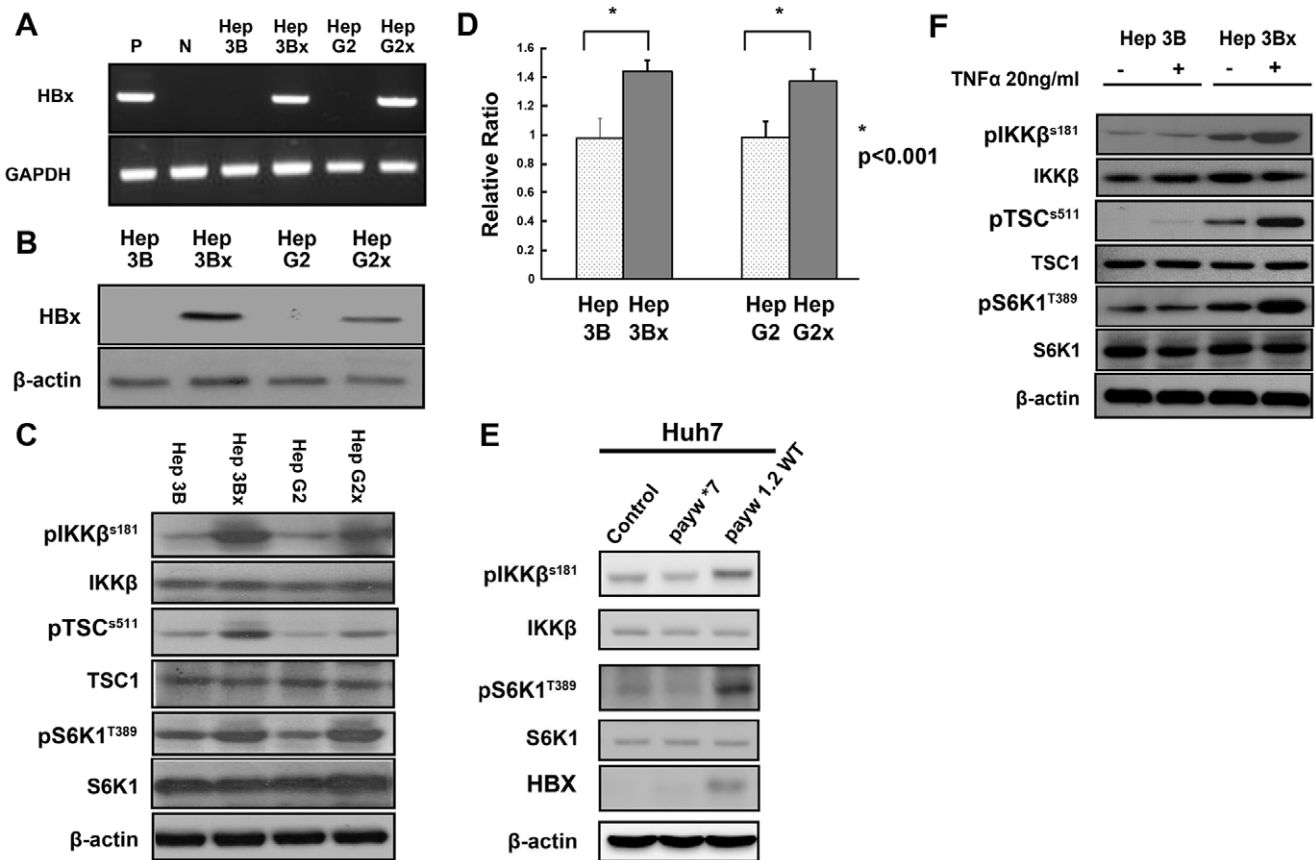 A
P N Hep 3B Hep 3Bx Hep G2 Hep G2x
HBx
GAPDH
B
Hep 3B Hep 3Bx Hep G2 Hep G2x
HBx
β-actin
C
Hep 3B Hep 3Bx Hep G2 Hep G2x
pIKKβs181
IKKβ
pTSCs511
TSC1
pS6K1T389
S6K1
β-actin
D
* *
Relative Ratio
1.6
1.4
1.2
1
0.8
0.6
0.4
0.2
0
Hep 3B Hep 3Bx Hep G2 Hep G2x
*
p<0.001
E
Huh7
Control payw *7 payw 1.2 WT
pIKKβs181
IKKβ
pS6K1T389
S6K1
HBX
β-actin
F
Hep 3B Hep 3Bx
TNFα 20ng/ml - + - +
pIKKβs181
IKKβ
pTSCs511
TSC1
pS6K1T389
S6K1
β-actin